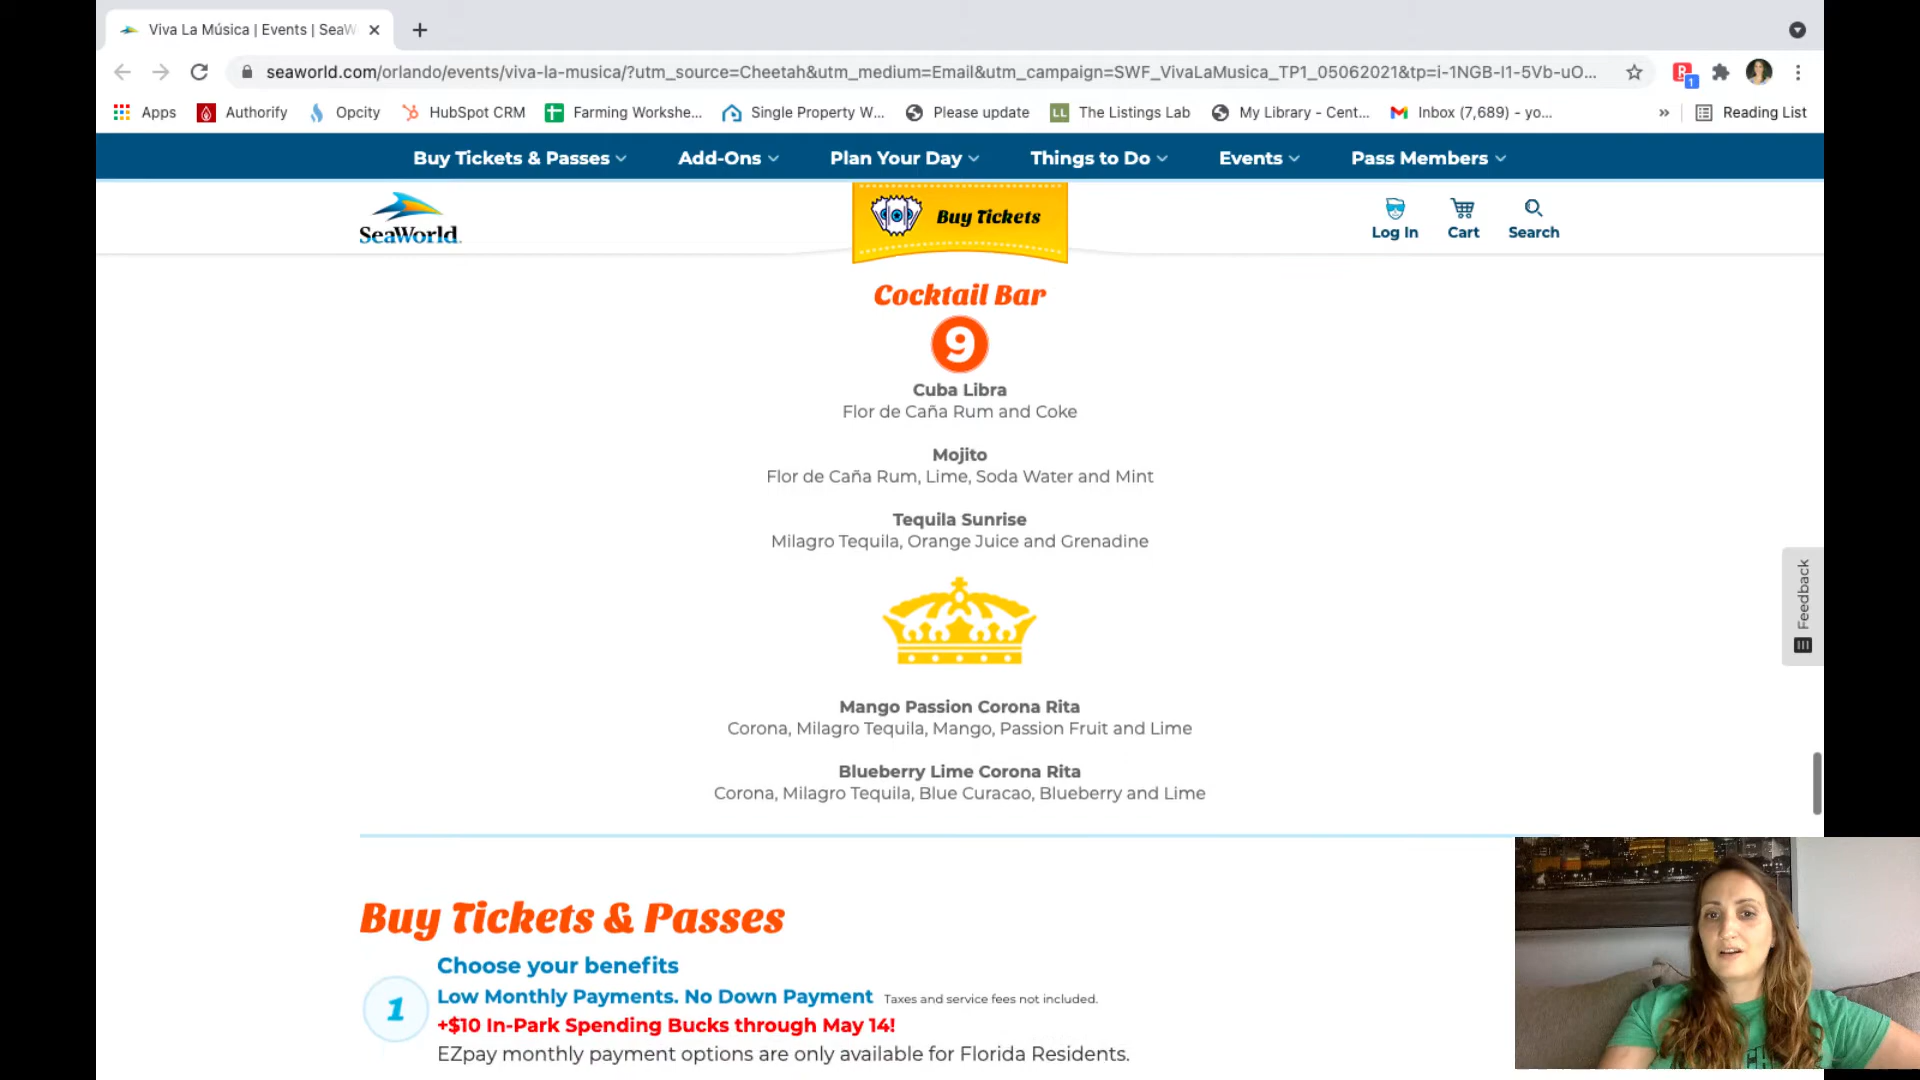 Viva La Música | Events | SeaW
seaworld.com/orlando/events/viva-la-musica/?utm_source=Cheetah&utm_medium=Email&utm_campaign=SWF_VivaLaMusica_TP1_05062021&tp=i-1NGB-I1-5Vb-uO...
1
Apps Authorify Opcity HubSpot CRM Farming Workshe... Single Property W... Please update LL The Listings Lab My Library - Cent... Inbox (7,689) - yo... » Reading List
Buy Tickets & Passes Add-Ons Plan Your Day Things to Do Events Pass Members
SeaWorld Buy Tickets Log In Cart Search
Cocktail Bar
9
Cuba Libra
Flor de Caña Rum and Coke
Mojito
Flor de Caña Rum, Lime, Soda Water and Mint
Tequila Sunrise
Milagro Tequila, Orange Juice and Grenadine
Feedback
Mango Passion Corona Rita
Corona, Milagro Tequila, Mango, Passion Fruit and Lime
Blueberry Lime Corona Rita
Corona, Milagro Tequila, Blue Curacao, Blueberry and Lime
Buy Tickets & Passes
Choose your benefits
1 Low Monthly Payments. No Down Payment Taxes and service fees not included.
+$10 In-Park Spending Bucks through May 14!
EZpay monthly payment options are only available for Florida Residents.